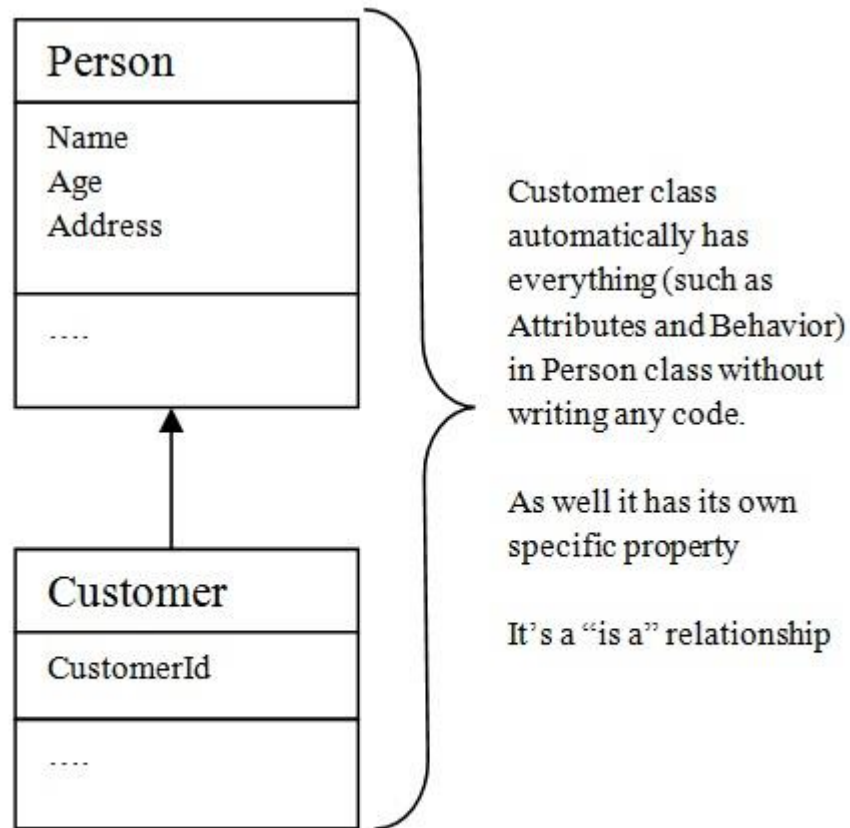 Person
Name
Age
Address
....
Customer
CustomerId
....
Customer class
automatically has
everything (such as
Attributes and Behavior)
in Person class without
writing any code.
As well it has its own
specific property
It's a “is a” relationship